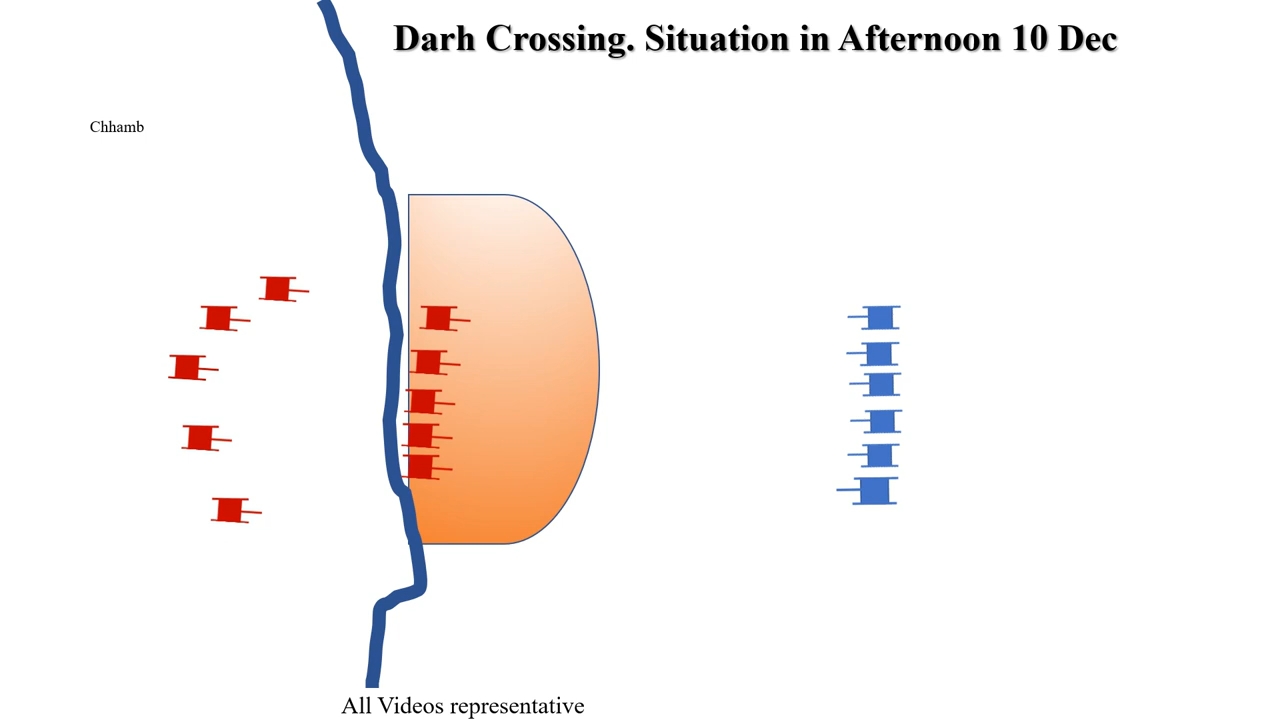 Darh Crossing. Situation in Afternoon 10 Dec
Chhamb
All Videos representative